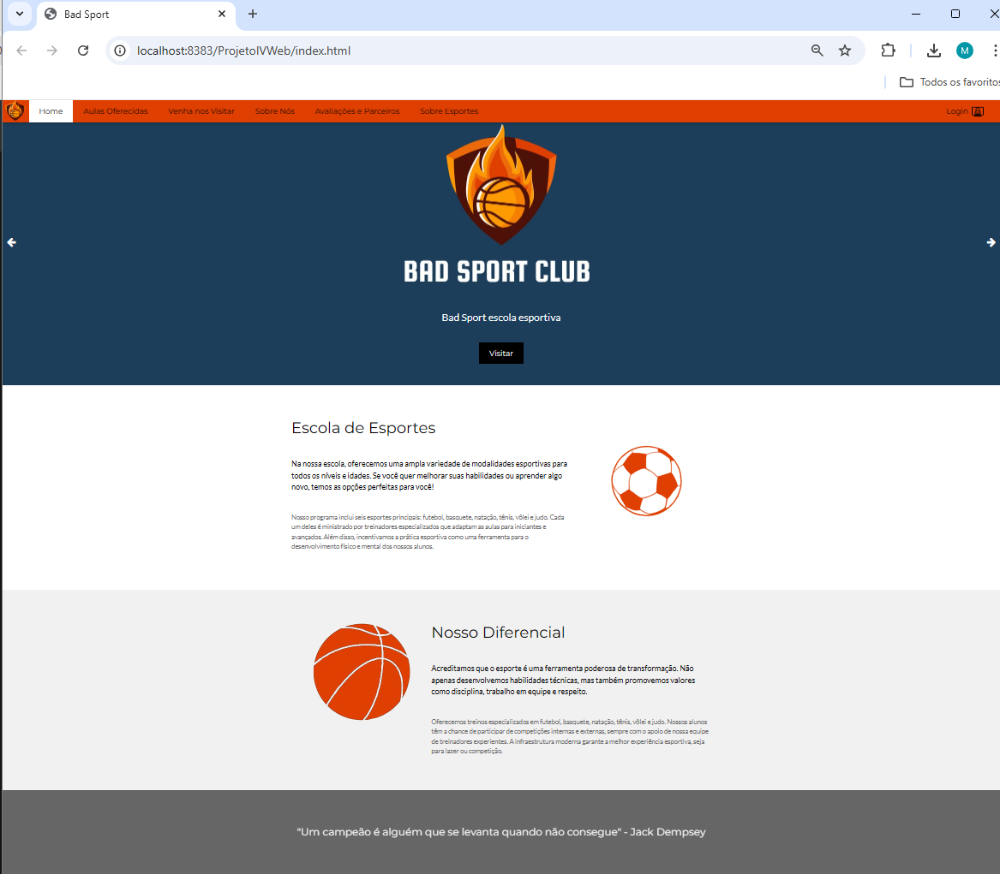 Bad Sport
localhost:8383/ProjetoIVWeb/index.html
M
Todos os favoritos
Home Aulas Oferecidas Venha nos Visitar Sobre Nós Avaliações e Parceiros Sobre Esportes Login
BAD SPORT CLUB
Bad Sport escola esportiva
Visitar
Escola de Esportes
Na nossa escola, oferecemos uma ampla variedade de modalidades esportivas para
todos os níveis e idades. Se você quer melhorar suas habilidades ou aprender algo
novo, temos as opções perfeitas para você!
Nosso programa inclui seis esportes principais: futebol, basquete, natação, tênis, vôlei e judo. Cada
um deles é ministrado por treinadores especializados que adaptam as aulas para iniciantes e
avançados. Além disso, incentivamos a prática esportiva como uma ferramenta para o
desenvolvimento físico e mental dos nossos alunos.
Nosso Diferencial
Acreditamos que o esporte é uma ferramenta poderosa de transformação. Não
apenas desenvolvemos habilidades técnicas, mas também promovemos valores
como disciplina, trabalho em equipe e respeito.
Oferecemos treinos especializados em futebol, basquete, natação, tênis, vôlei e judo. Nossos alunos
têm a chance de participar de competições internas e externas, sempre com o apoio de nossa equipe
de treinadores experientes. A infraestrutura moderna garante a melhor experiência esportiva, seja
para lazer ou competição.
"Um campeão é alguém que se levanta quando não consegue" - Jack Dempsey